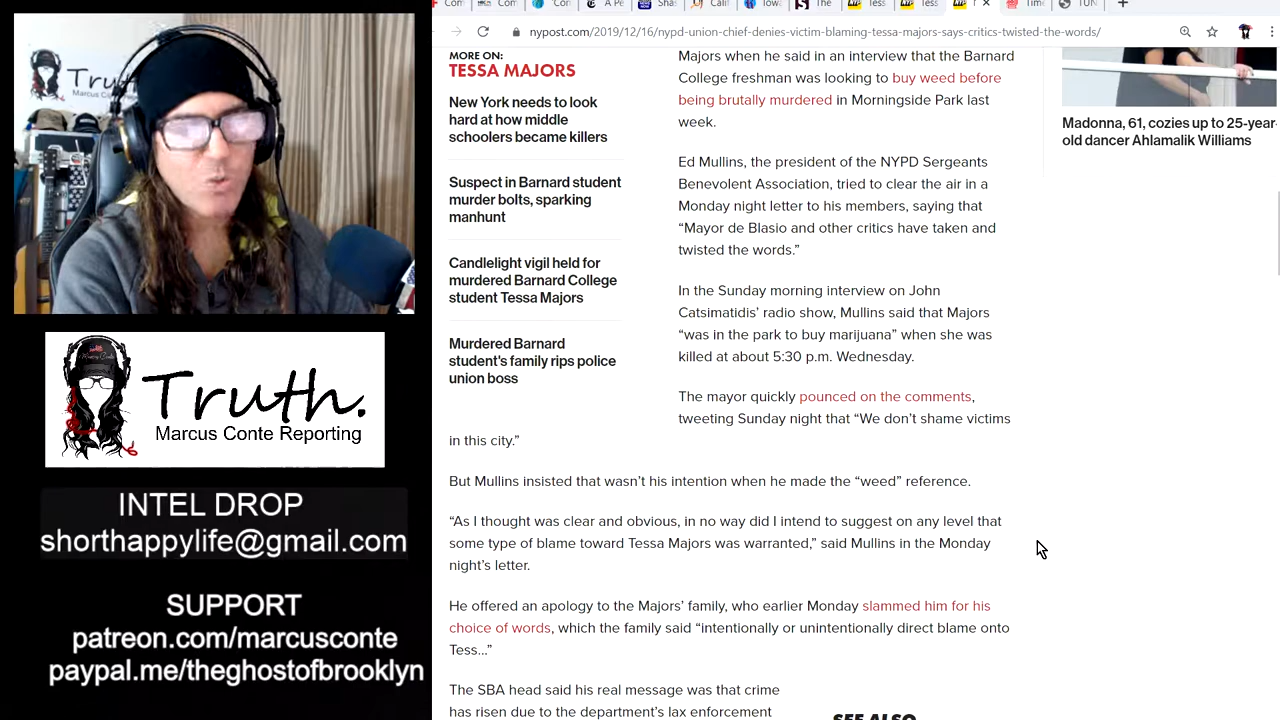 Truth.
Marcus Conte
Truth.
Marcus Conte Reporting
INTEL DROP
shorthappylife@gmail.com
SUPPORT
patreon.com/marcusconte
paypal.me/theghostofbrooklyn
nypost.com/2019/12/16/nypd-union-chief-denies-victim-blaming-tessa-majors-says-critics-twisted-the-words/
MORE ON:
TESSA MAJORS
New York needs to look
hard at how middle
schoolers became killers
Suspect in Barnard student
murder bolts, sparking
manhunt
Candlelight vigil held for
murdered Barnard College
student Tessa Majors
Murdered Barnard
student's family rips police
union boss
Majors when he said in an interview that the Barnard
College freshman was looking to buy weed before
being brutally murdered in Morningside Park last
week.
Ed Mullins, the president of the NYPD Sergeants
Benevolent Association, tried to clear the air in a
Monday night letter to his members, saying that
“Mayor de Blasio and other critics have taken and
twisted the words.”
In the Sunday morning interview on John
Catsimatidis’ radio show, Mullins said that Majors
“was in the park to buy marijuana” when she was
killed at about 5:30 p.m. Wednesday.
The mayor quickly pounced on the comments,
tweeting Sunday night that “We don’t shame victims
in this city.”
But Mullins insisted that wasn’t his intention when he made the “weed” reference.
“As I thought was clear and obvious, in no way did I intend to suggest on any level that
some type of blame toward Tessa Majors was warranted,” said Mullins in the Monday
night’s letter.
He offered an apology to the Majors’ family, who earlier Monday slammed him for his
choice of words, which the family said “intentionally or unintentionally direct blame onto
Tess…”
The SBA head said his real message was that crime
has risen due to the department’s lax enforcement
SEE ALSO
Madonna, 61, cozies up to 25-year-
old dancer Ahlamalik Williams